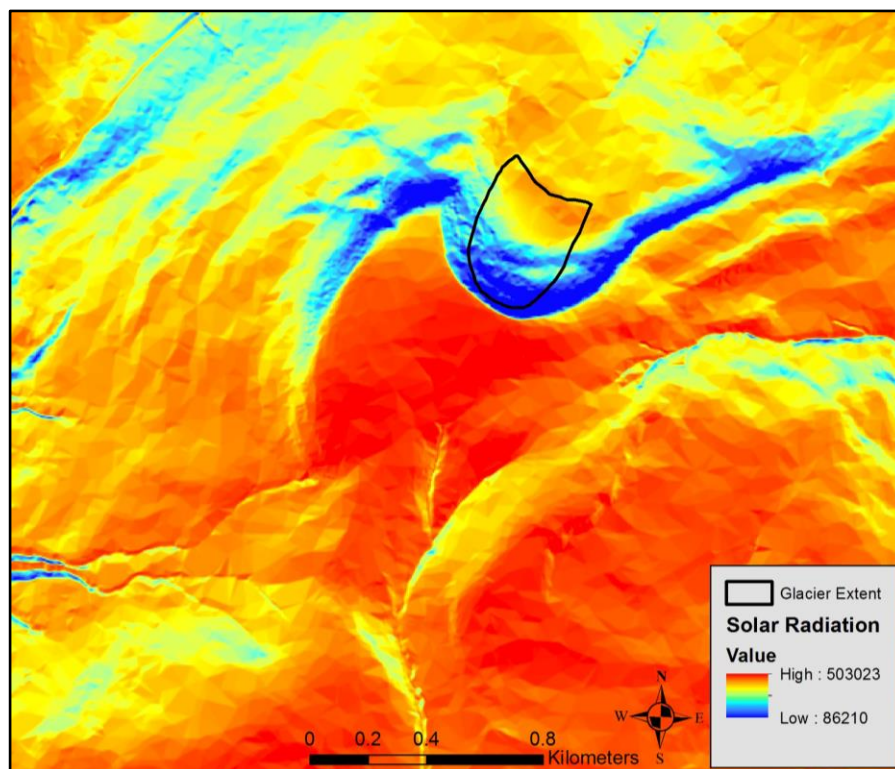 Glacier Extent
Solar Radiation
Value
High : 503023
Low : 86210
N
W E
S
0 0.2 0.4 0.8
Kilometers